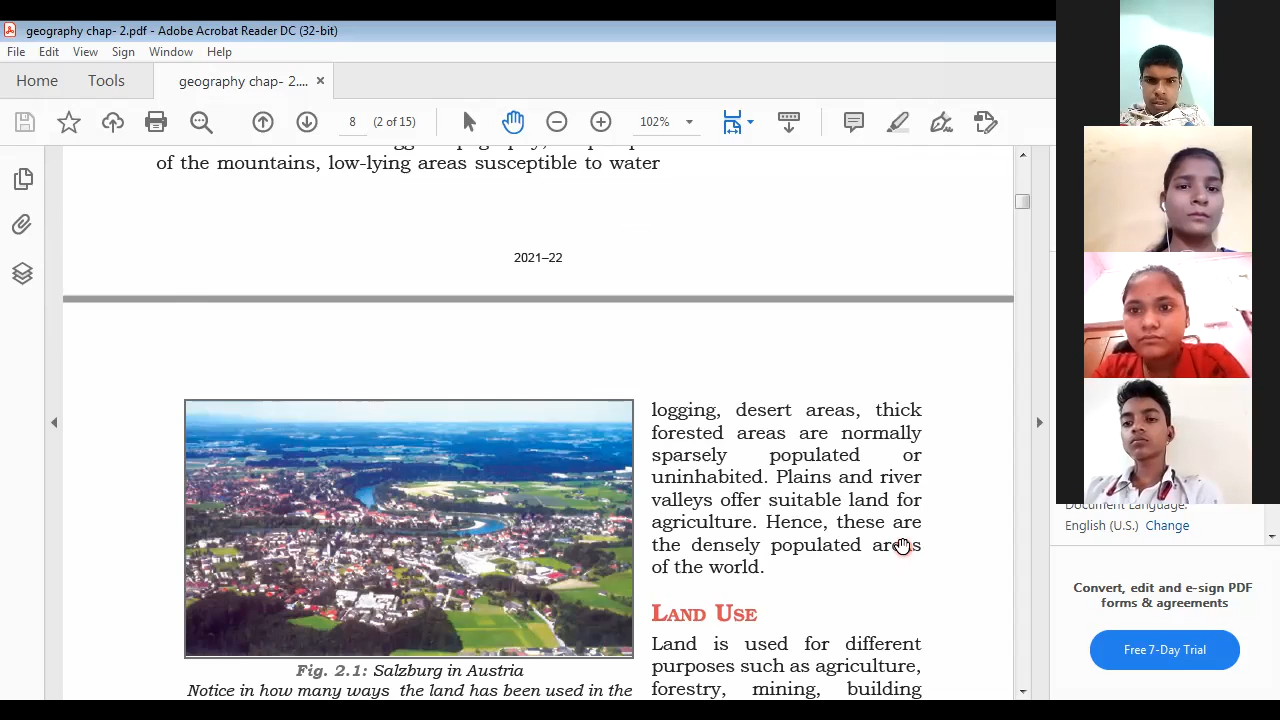 geography chap- 2.pdf - Adobe Acrobat Reader DC (32-bit)
File Edit View Sign Window Help
Home Tools geography chap- 2....
8 (2 of 15) 102%
of the mountains, low-lying areas susceptible to water
2021–22
logging, desert areas, thick
forested areas are normally
sparsely populated or
uninhabited. Plains and river
valleys offer suitable land for
agriculture. Hence, these are
the densely populated areas
of the world.
LAND USE
Land is used for different
purposes such as agriculture,
forestry, mining, building
Fig. 2.1: Salzburg in Austria
Notice in how many ways the land has been used in the
Document Language:
English (U.S.) Change
Convert, edit and e-sign PDF
forms & agreements
Free 7-Day Trial